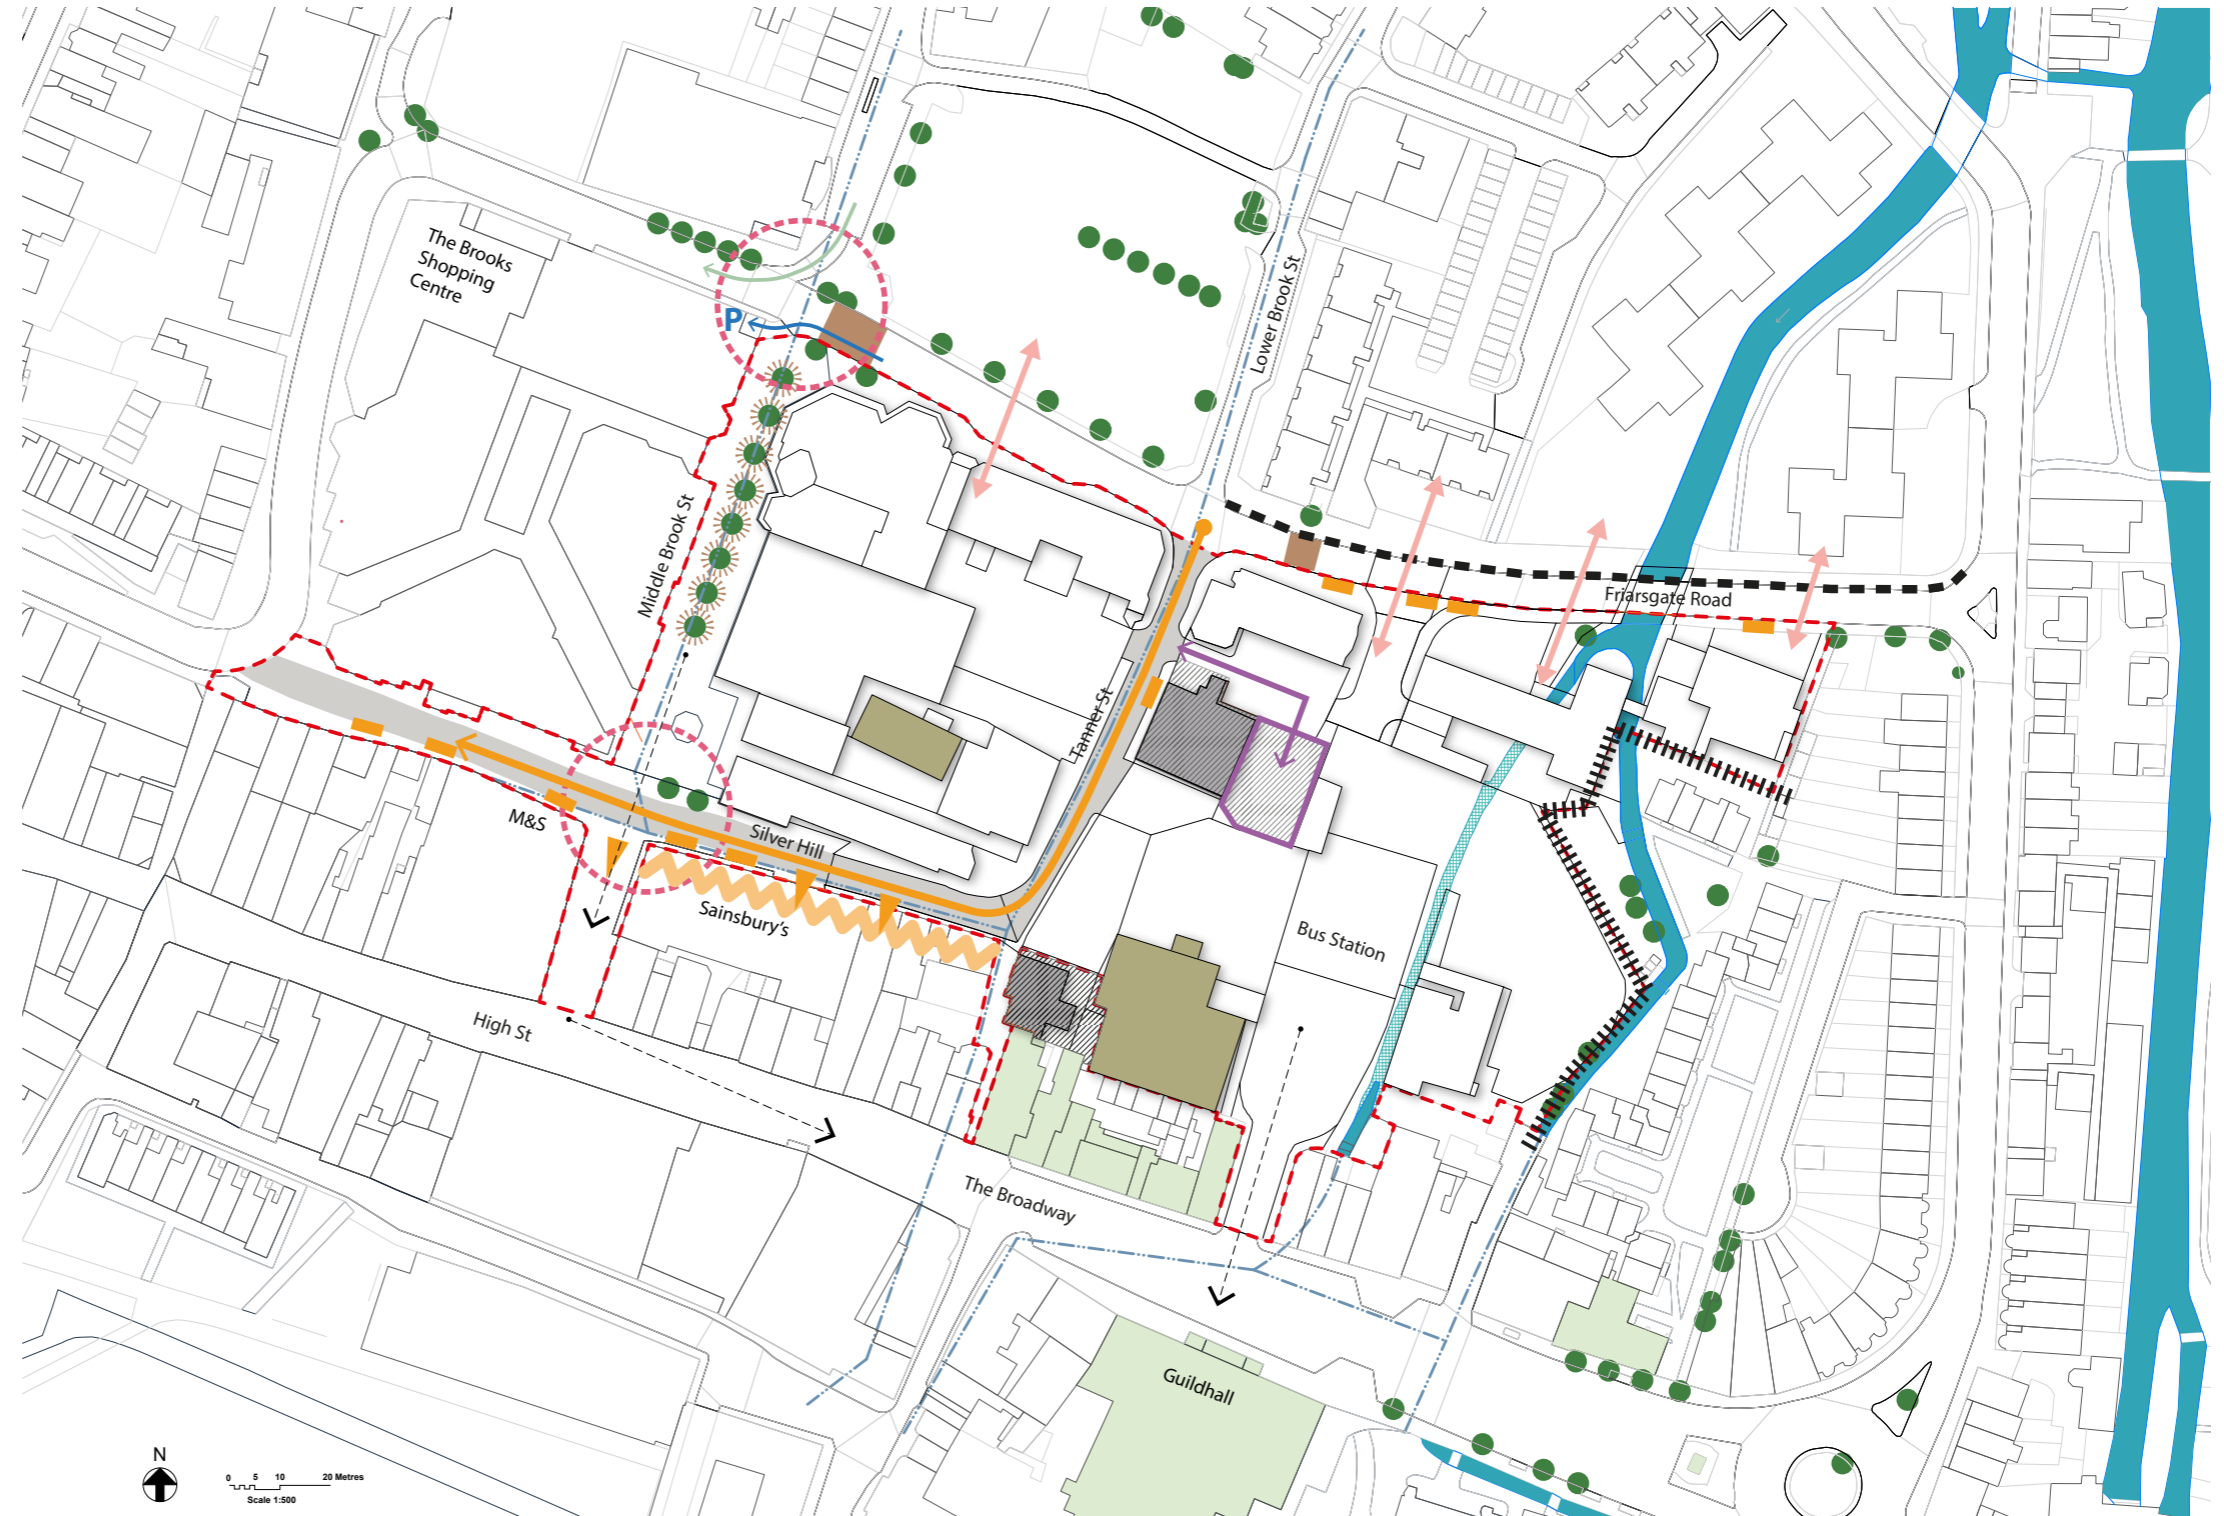 The Brooks
Shopping
Centre
P
Lower Brook St
Middle Brook St
Friarsgate Road
Tanner St
M&S
Silver Hill
Sainsbury's
Bus Station
High St
The Broadway
Guildhall
N
0 5 10 20 Metres
Scale 1:500